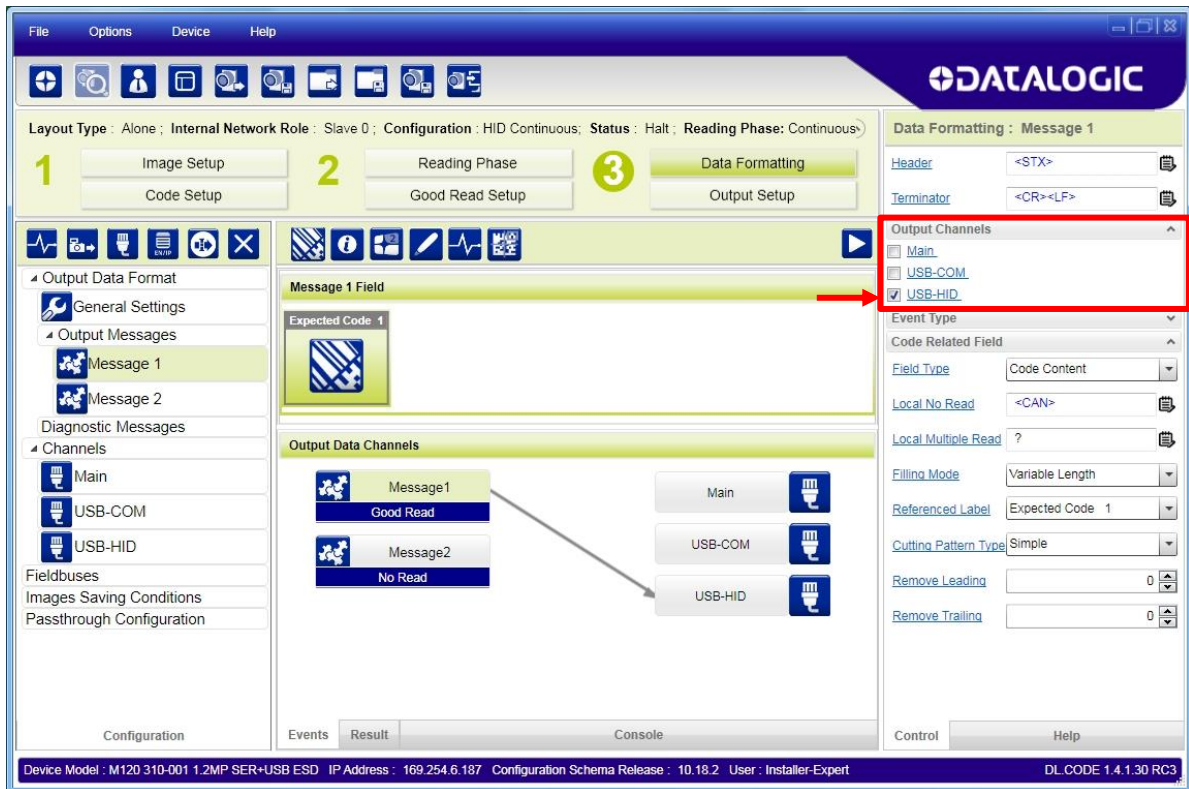 File Options Device Help
DATALOGIC
Layout Type : Alone ; Internal Network Role : Slave 0 ; Configuration : HID Continuous; Status : Halt ; Reading Phase: Continuous
1
Image Setup
Code Setup
2
Reading Phase
Good Read Setup
3
Data Formatting
Output Setup
EN/IP
Output Data Format
General Settings
Output Messages
Message 1
Message 2
Diagnostic Messages
Channels
Main
USB-COM
USB-HID
Fieldbuses
Images Saving Conditions
Passthrough Configuration
Configuration
Message 1 Field
Expected Code 1
Output Data Channels
Message1
Good Read
Message2
No Read
Main
USB-COM
USB-HID
Events Result Console
Data Formatting : Message 1
Header <STX>
Terminator <CR><LF>
Output Channels
Main
USB-COM
USB-HID
Event Type
Code Related Field
Field Type Code Content
Local No Read <CAN>
Local Multiple Read ?
Filling Mode Variable Length
Referenced Label Expected Code 1
Cutting Pattern Type Simple
Remove Leading 0
Remove Trailing 0
Control Help
Device Model : M120 310-001 1.2MP SER+USB ESD IP Address : 169.254.6.187 Configuration Schema Release : 10.18.2 User : Installer-Expert DL.CODE 1.4.1.30 RC3